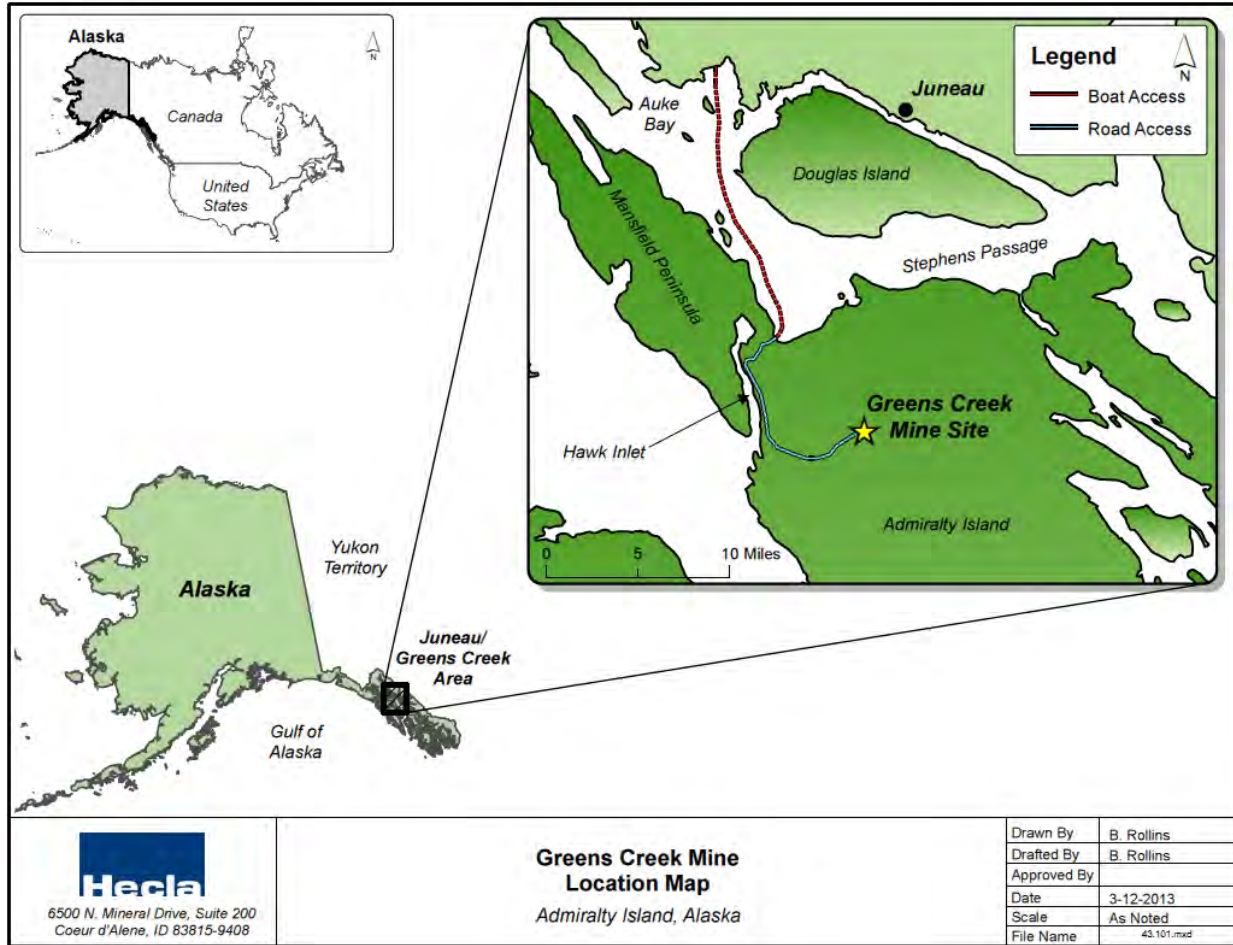 Alaska
N
Canada
United
States
Legend
N
Boat Access
Road Access
Auke
Bay
Juneau
Douglas Island
Mansfield Peninsula
Stephens Passage
Greens Creek
Mine Site
Hawk Inlet
Admiralty Island
0 5 10 Miles
Yukon
Territory
Alaska
Juneau/
Greens Creek
Area
Gulf of
Alaska
Hecla
6500 N. Mineral Drive, Suite 200
Coeur d'Alene, ID 83815-9408
Greens Creek Mine
Location Map
Admiralty Island, Alaska
Drawn By B. Rollins
Drafted By B. Rollins
Approved By
Date 3-12-2013
Scale As Noted
File Name 43.101.mxd